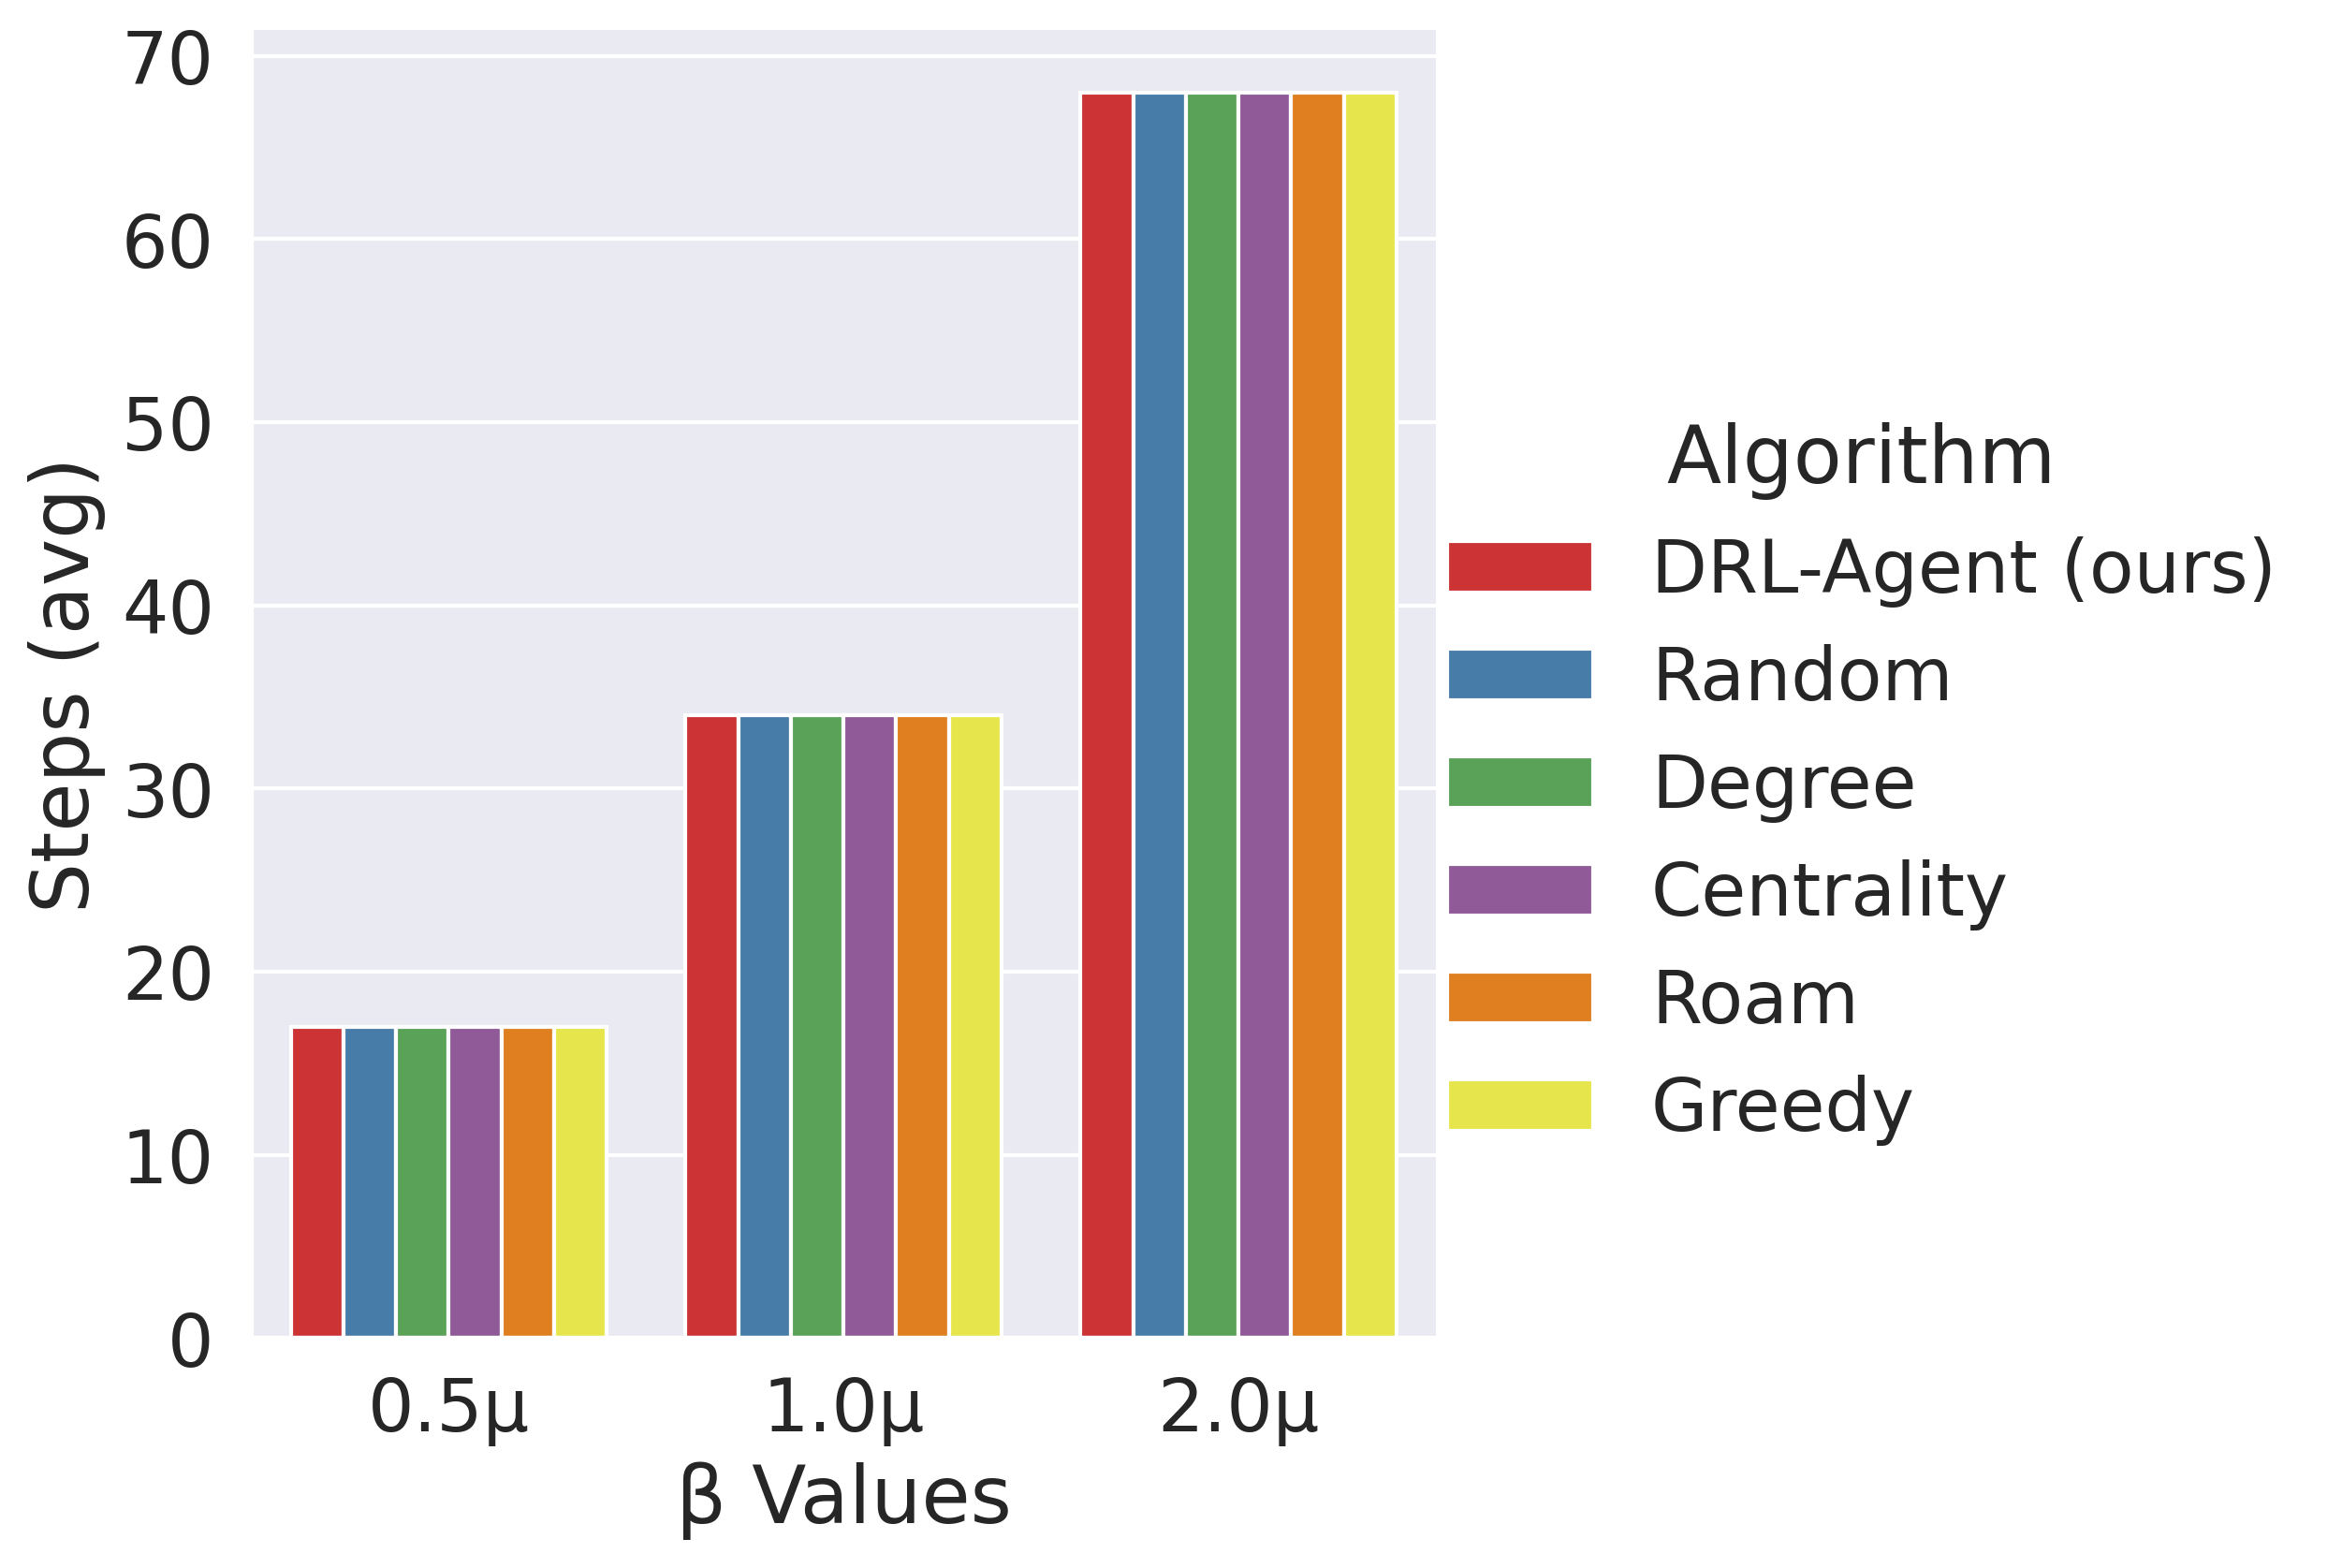 70
60
50
40
30
20
10
0
Steps (avg)
0.5μ 1.0μ 2.0μ
β Values
Algorithm
DRL-Agent (ours)
Random
Degree
Centrality
Roam
Greedy